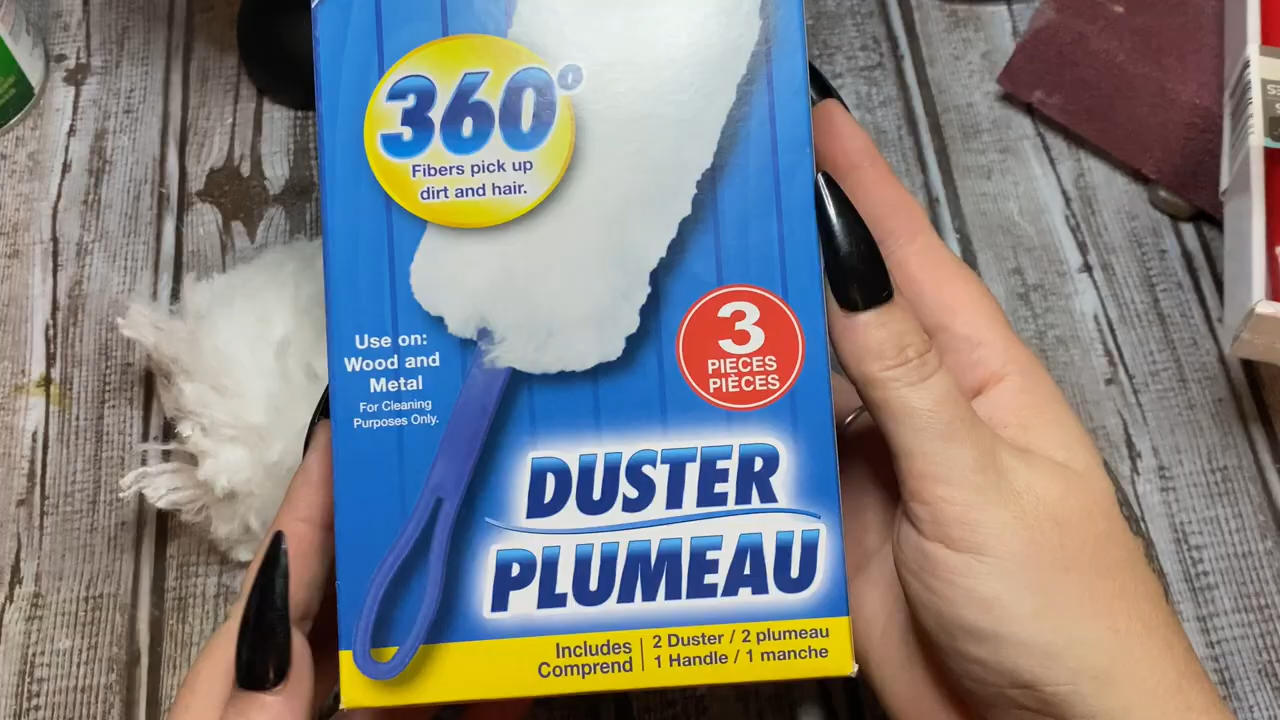 360°
Fibers pick up
dirt and hair.
Use on:
Wood and
Metal
For Cleaning
Purposes Only.
3
PIECES
PIÈCES
DUSTER
PLUMEAU
Includes
Comprend
2 Duster / 2 plumeau
1 Handle / 1 manche